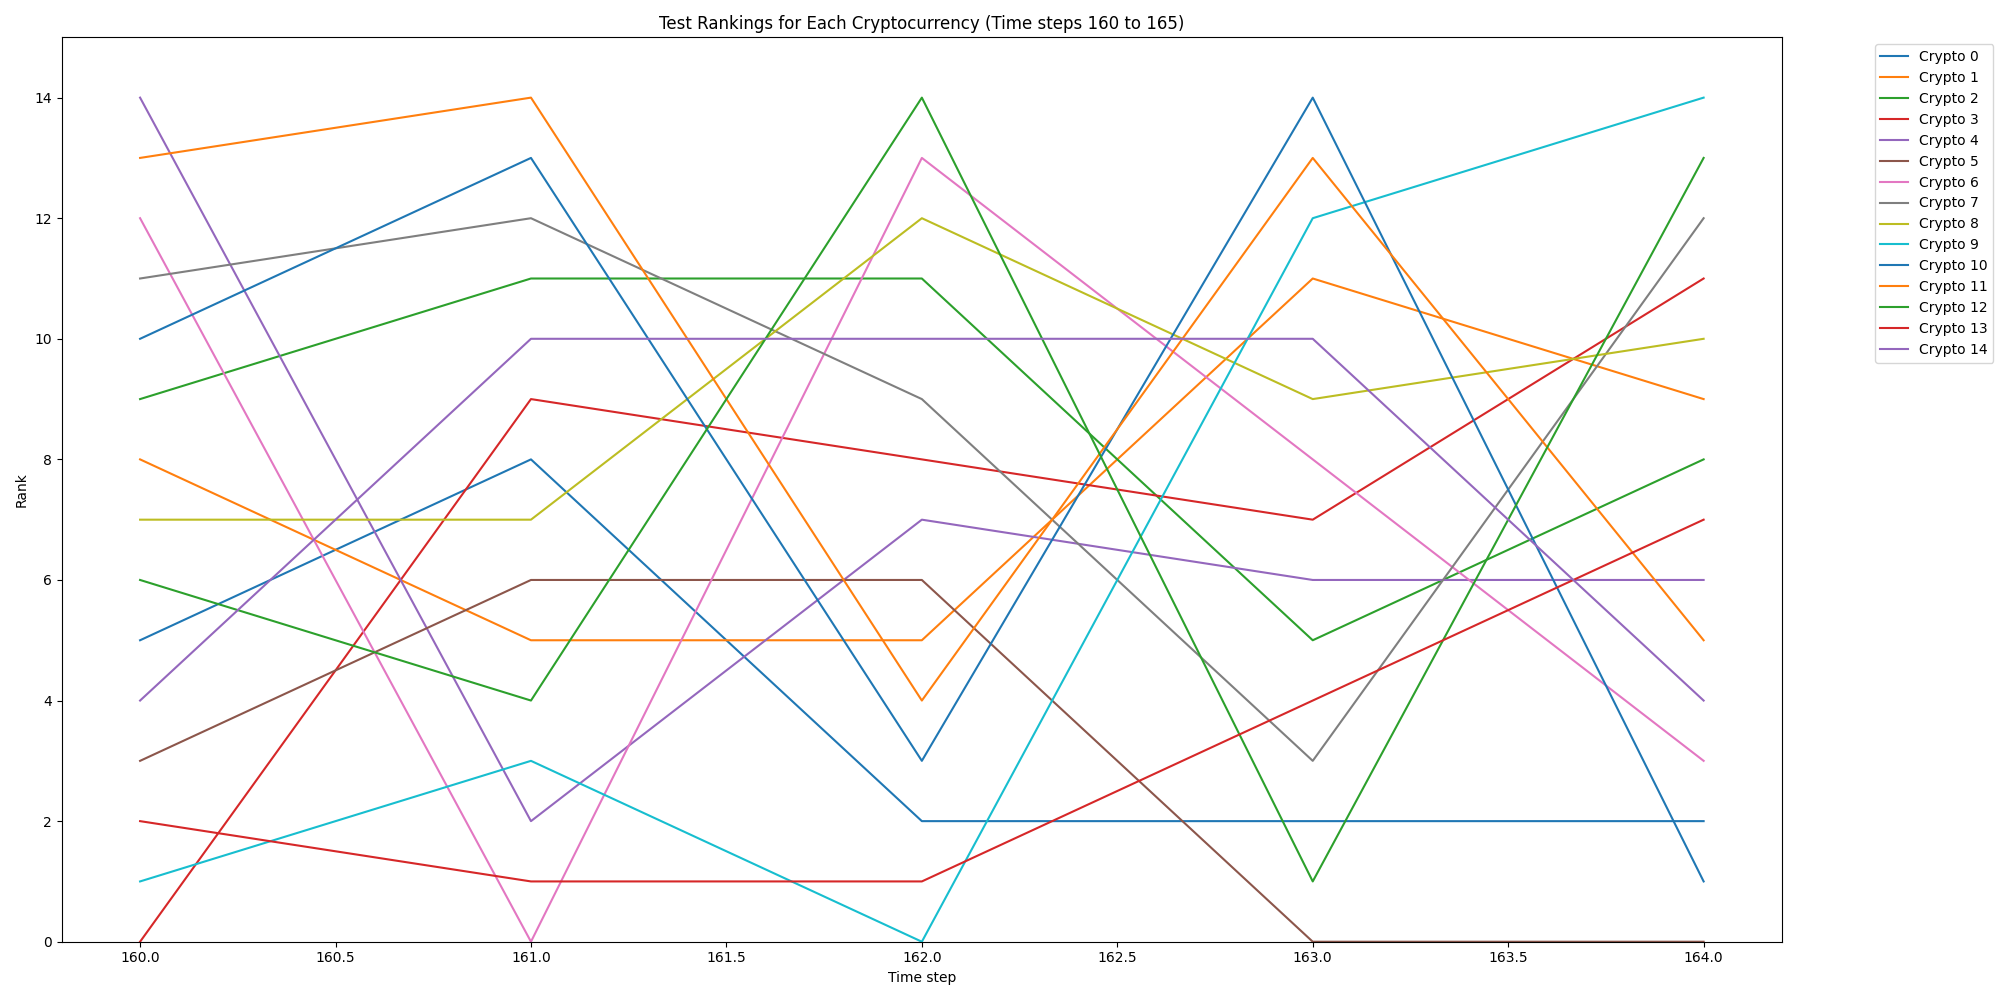 Test Rankings for Each Cryptocurrency (Time steps 160 to 165)
Rank
14
12
10
8
6
4
2
0
160.0 160.5 161.0 161.5 162.0 162.5 163.0 163.5 164.0
Time step
Crypto 0
Crypto 1
Crypto 2
Crypto 3
Crypto 4
Crypto 5
Crypto 6
Crypto 7
Crypto 8
Crypto 9
Crypto 10
Crypto 11
Crypto 12
Crypto 13
Crypto 14